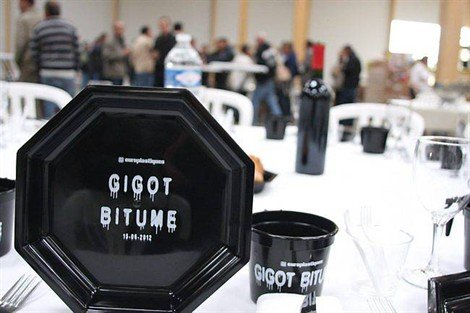 europlastiques
GIGOT
BITUME
15-06-2012
europlastiques
GIGOT BITUME